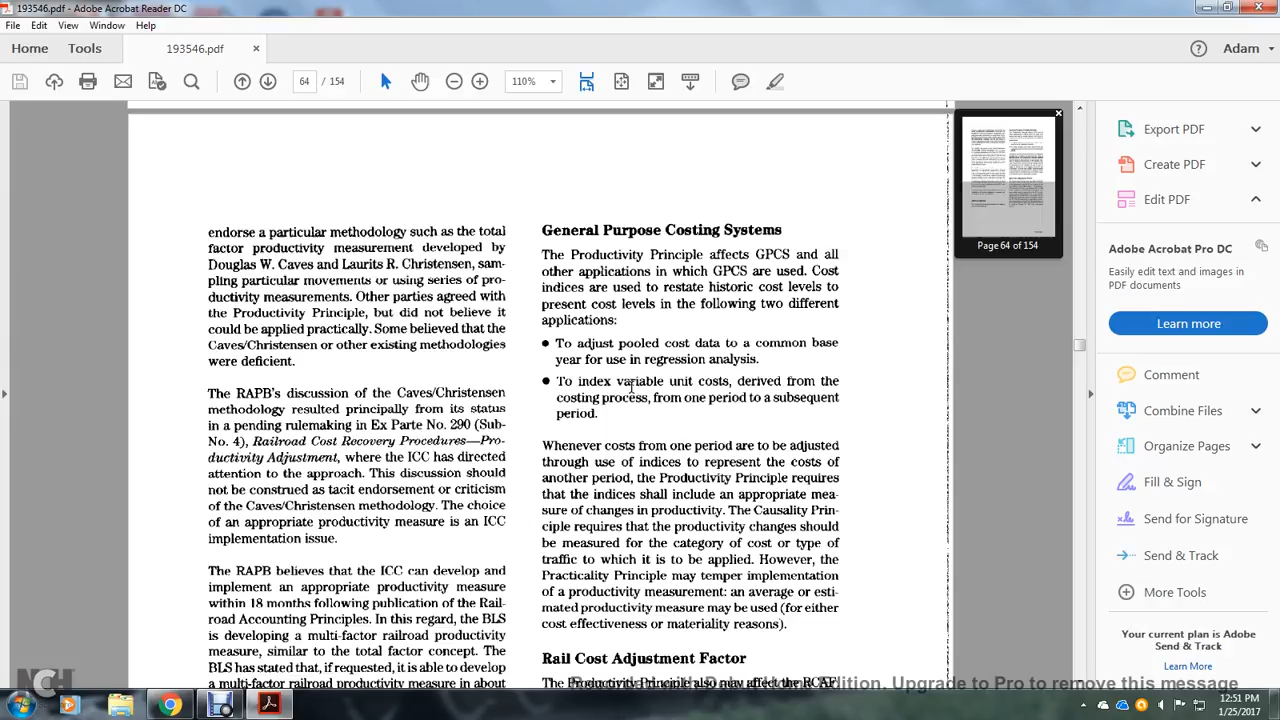 193546.pdf - Adobe Acrobat Reader DC
File Edit View Window Help
Home Tools 193546.pdf × Adam
64 / 154 110%
endorse a particular methodology such as the total
factor productivity measurement developed by
Douglas W. Caves and Laurits R. Christensen, sam-
pling particular movements or using series of pro-
ductivity measurements. Other parties agreed with
the Productivity Principle, but did not believe it
could be applied practically. Some believed that the
Caves/Christensen or other existing methodologies
were deficient.
The RAPB's discussion of the Caves/Christensen
methodology resulted principally from its status
in a pending rulemaking in Ex Parte No. 290 (Sub-
No. 4), Railroad Cost Recovery Procedures—Pro-
ductivity Adjustment, where the ICC has directed
attention to the approach. This discussion should
not be construed as tacit endorsement or criticism
of the Caves/Christensen methodology. The choice
of an appropriate productivity measure is an ICC
implementation issue.
The RAPB believes that the ICC can develop and
implement an appropriate productivity measure
within 18 months following publication of the Rail-
road Accounting Principles. In this regard, the BLS
is developing a multi-factor railroad productivity
measure, similar to the total factor concept. The
BLS has stated that, if requested, it is able to develop
a multi-factor railroad productivity measure in about
General Purpose Costing Systems
The Productivity Principle affects GPCS and all
other applications in which GPCS are used. Cost
indices are used to restate historic cost levels to
present cost levels in the following two different
applications:
● To adjust pooled cost data to a common base
year for use in regression analysis.
● To index variable unit costs, derived from the
costing process, from one period to a subsequent
period.
Whenever costs from one period are to be adjusted
through use of indices to represent the costs of
another period, the Productivity Principle requires
that the indices shall include an appropriate mea-
sure of changes in productivity. The Causality Prin-
ciple requires that the productivity changes should
be measured for the category of cost or type of
traffic to which it is to be applied. However, the
Practicality Principle may temper implementation
of a productivity measurement: an average or esti-
mated productivity measure may be used (for either
cost effectiveness or materiality reasons).
Rail Cost Adjustment Factor
The Productivity Principle also may affect the RCAF
Page 64 of 154
Export PDF
Create PDF
Edit PDF
Adobe Acrobat Pro DC
Easily edit text and images in
PDF documents
Learn more
Comment
Combine Files
Organize Pages
Fill & Sign
Send for Signature
Send & Track
More Tools
Your current plan is Adobe
Send & Track
Learn More
NCH
Edition. Upgrade to Pro to remove this message
12:51 PM
1/25/2017